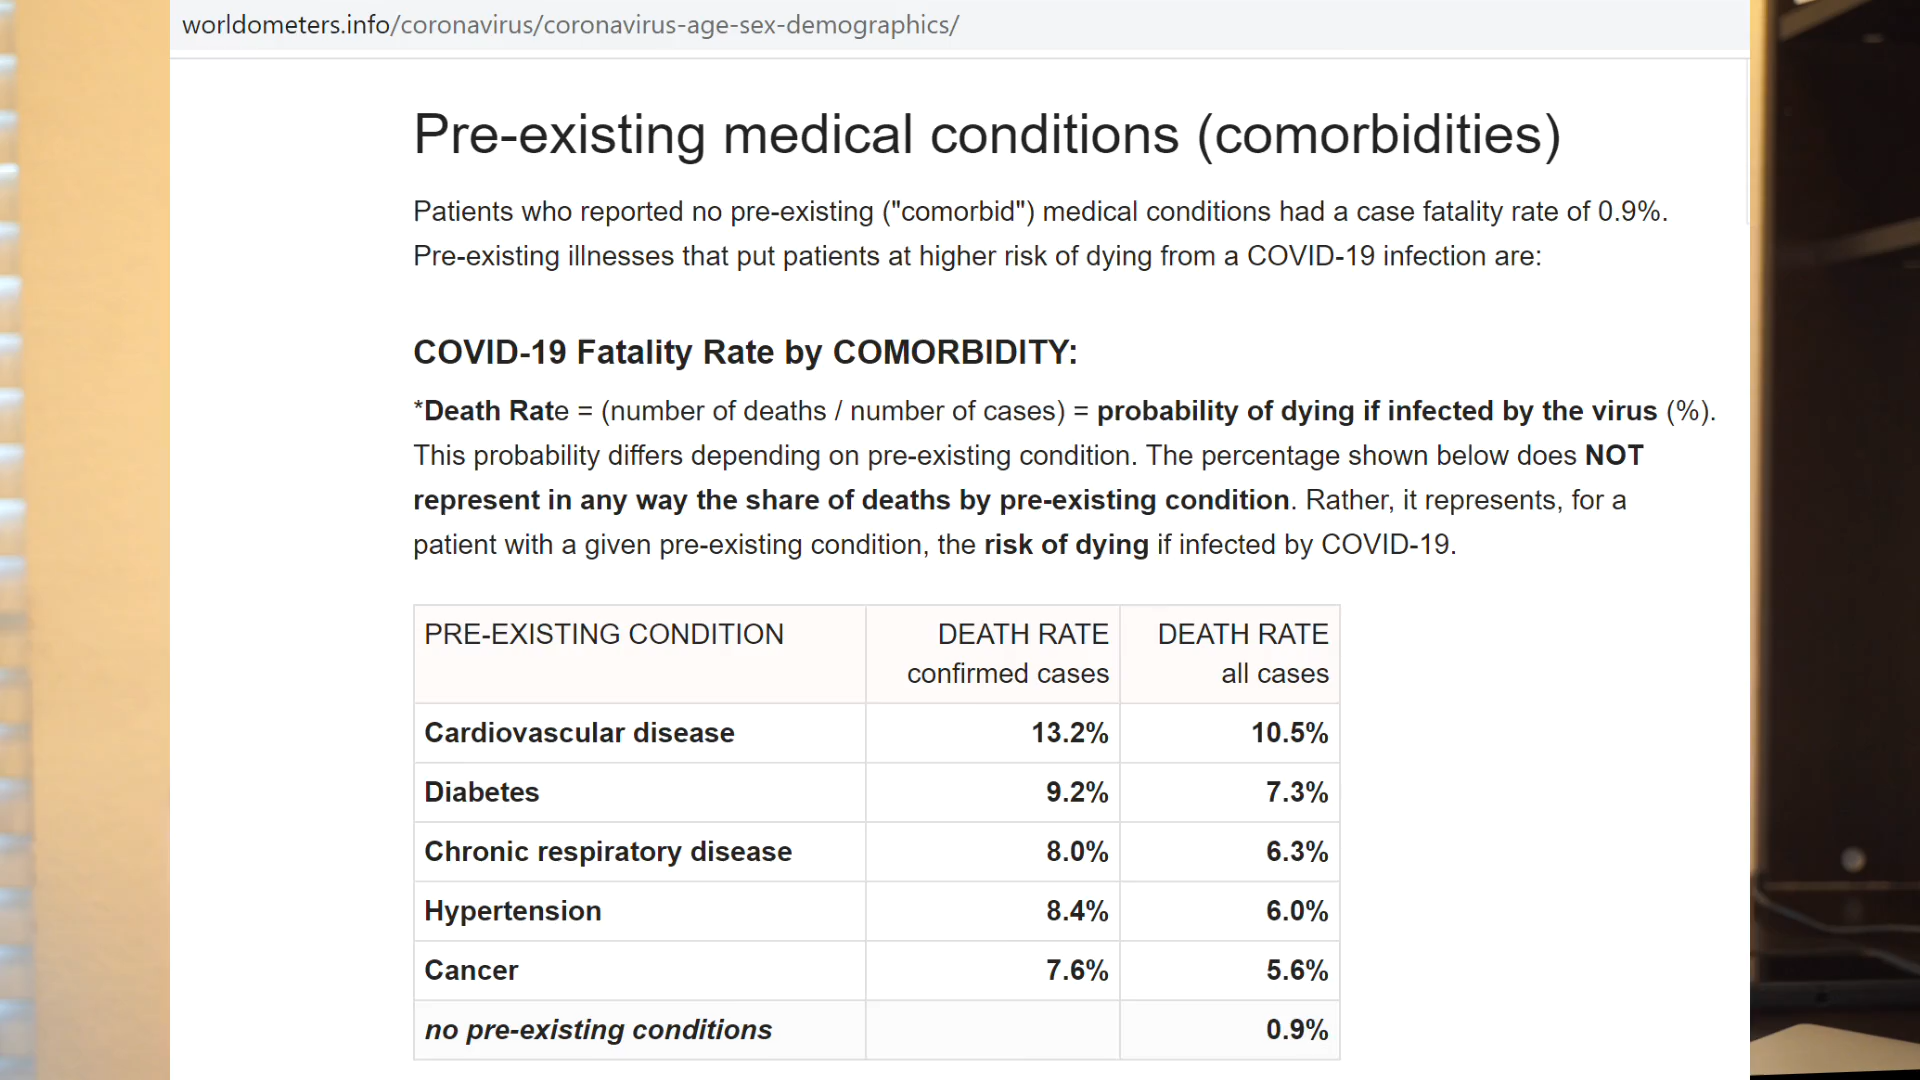 worldometers.info/coronavirus/coronavirus-age-sex-demographics/
Pre-existing medical conditions (comorbidities)
Patients who reported no pre-existing ("comorbid") medical conditions had a case fatality rate of 0.9%.
Pre-existing illnesses that put patients at higher risk of dying from a COVID-19 infection are:
COVID-19 Fatality Rate by COMORBIDITY:
*Death Rate = (number of deaths / number of cases) = probability of dying if infected by the virus (%).
This probability differs depending on pre-existing condition. The percentage shown below does NOT
represent in any way the share of deaths by pre-existing condition. Rather, it represents, for a
patient with a given pre-existing condition, the risk of dying if infected by COVID-19.
PRE-EXISTING CONDITION DEATH RATE DEATH RATE
confirmed cases all cases
Cardiovascular disease 13.2% 10.5%
Diabetes 9.2% 7.3%
Chronic respiratory disease 8.0% 6.3%
Hypertension 8.4% 6.0%
Cancer 7.6% 5.6%
no pre-existing conditions 0.9%